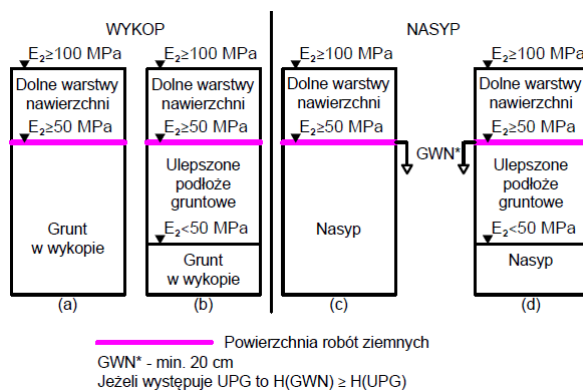 WYKOP
NASYP
E₂≥100 MPa
E₂≥100 MPa
E₂≥100 MPa
E₂≥100 MPa
Dolne warstwy
nawierzchni
Dolne warstwy
nawierzchni
Dolne warstwy
nawierzchni
Dolne warstwy
nawierzchni
E₂≥50 MPa
E₂≥50 MPa
E₂≥50 MPa
E₂≥50 MPa
GWN*
Grunt
w wykopie
Ulepszone
podłoże
gruntowe
Nasyp
Ulepszone
podłoże
gruntowe
E₂<50 MPa
E₂<50 MPa
Grunt
w wykopie
Nasyp
(a)
(b)
(c)
(d)
Powierzchnia robót ziemnych
GWN* - min. 20 cm
Jeżeli występuje UPG to H(GWN) ≥ H(UPG)